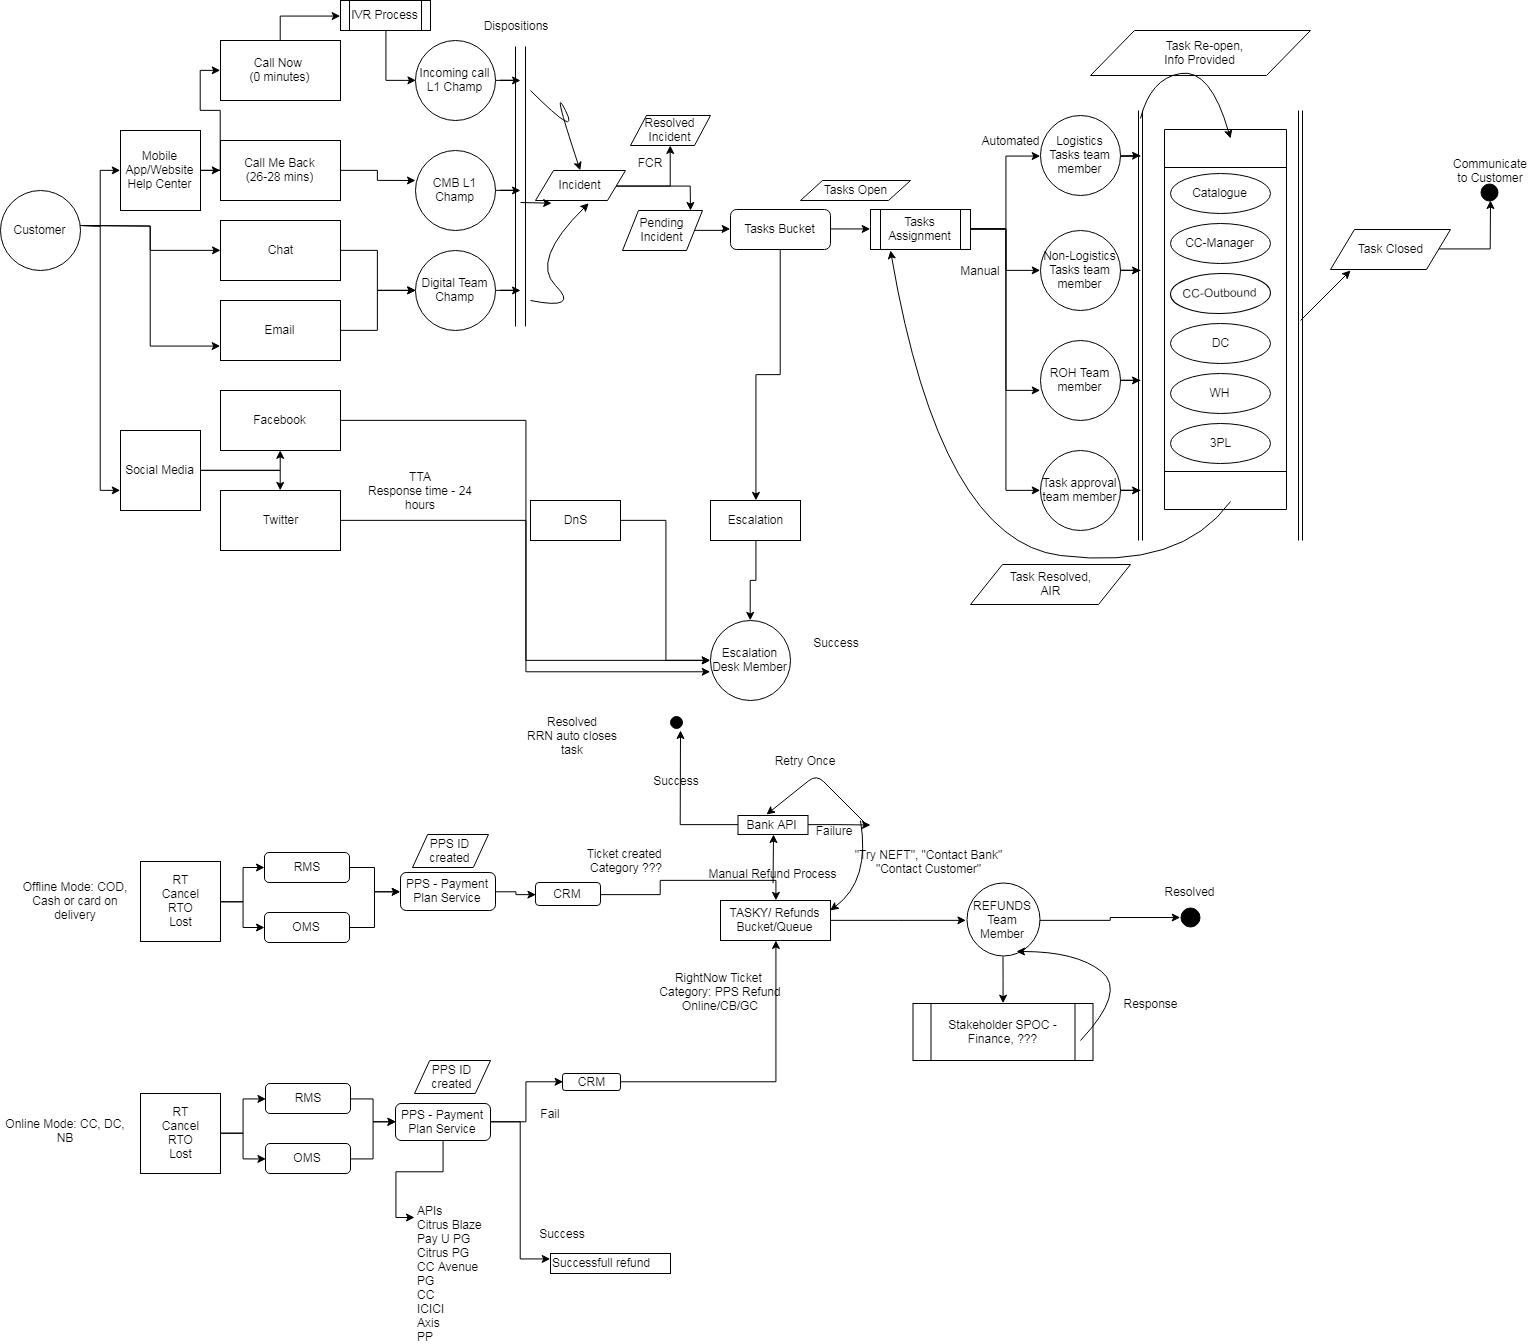 IVR Process
Dispositions
Call Now
(0 minutes)
Incoming call
L1 Champ
Task Re-open,
Info Provided
Resolved
Incident
FCR
Automated
Logistics
Tasks team
member
Mobile
App/Website
Help Center
Call Me Back
(26-28 mins)
CMB L1
Champ
Incident
Tasks Open
Catalogue
Communicate
to Customer
Customer
Chat
Pending
Incident
Tasks Bucket
Tasks
Assignment
CC-Manager
Task Closed
Manual
Non-Logistics
Tasks team
member
Digital Team
Champ
CC-Outbound
Email
DC
ROH Team
member
WH
Facebook
3PL
Social Media
TTA
Response time - 24
hours
Task approval
team member
Twitter
DnS
Escalation
Task Resolved,
AIR
Escalation
Desk Member
Success
Resolved
RRN auto closes
task
Retry Once
Success
Bank API
Failure
PPS ID
created
Ticket created
Category ???
"Try NEFT", "Contact Bank"
"Contact Customer"
Manual Refund Process
Offline Mode: COD,
Cash or card on
delivery
RT
Cancel
RTO
Lost
RMS
OMS
PPS - Payment
Plan Service
CRM
TASKY/ Refunds
Bucket/Queue
REFUNDS
Team
Member
Resolved
RightNow Ticket
Category: PPS Refund
Online/CB/GC
Response
Stakeholder SPOC -
Finance, ???
PPS ID
created
CRM
Online Mode: CC, DC,
NB
RT
Cancel
RTO
Lost
RMS
OMS
PPS - Payment
Plan Service
Fail
APIs
Citrus Blaze
Pay U PG
Citrus PG
CC Avenue
PG
CC
ICICI
Axis
PP
Success
Successfull refund